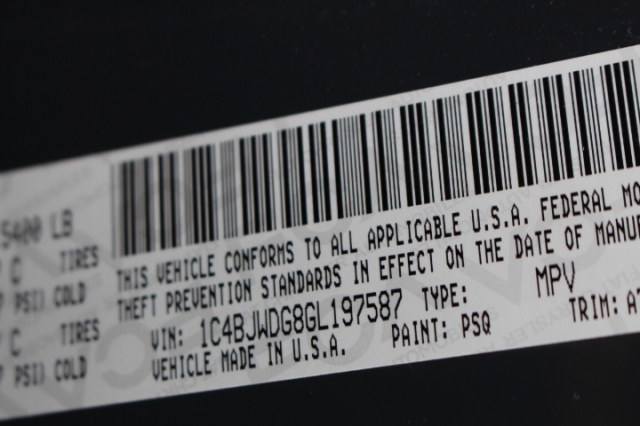 5400 LB
C TIRES
PSI) COLD
C TIRES
PSI) COLD
THIS VEHICLE CONFORMS TO ALL APPLICABLE U.S.A. FEDERAL MO
THEFT PREVENTION STANDARDS IN EFFECT ON THE DATE OF MANU
VIN: 1C4BJWDG8GL197587 TYPE: MPV
VEHICLE MADE IN U.S.A. PAINT: PSQ TRIM: AT